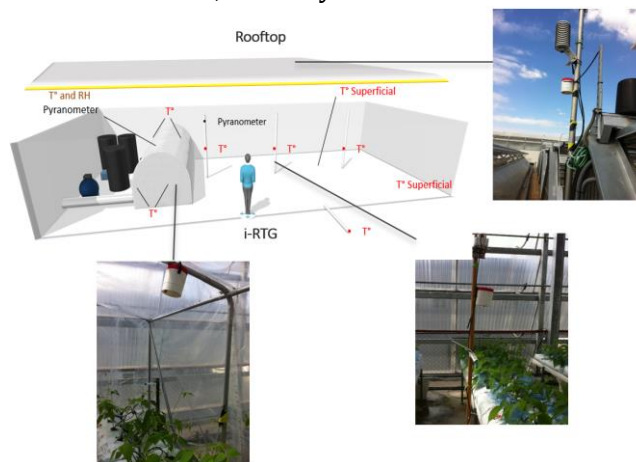 Rooftop
T° and RH
T° Superficial
Pyranometer
T°
Pyranometer
T°
T°
T°
T° Superficial
T°
T°
i-RTG